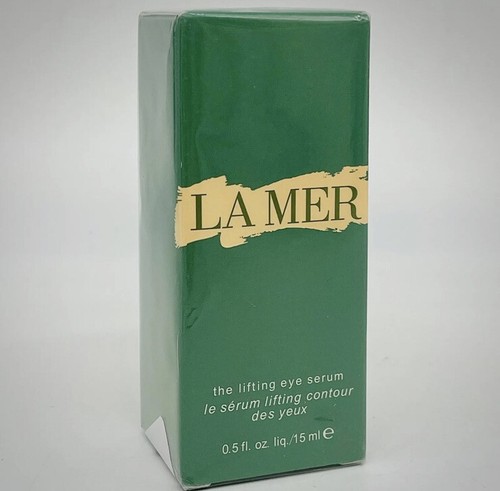 LA MER
the lifting eye serum
le sérum lifting contour
des yeux
0.5 fl. oz. liq./15 ml e